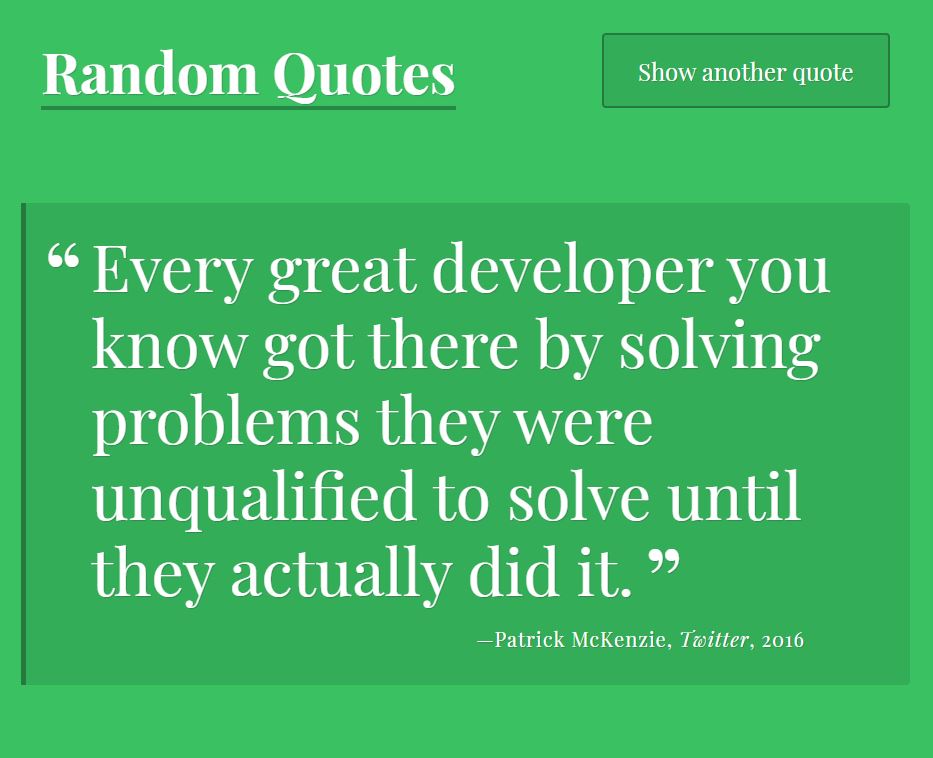 Random Quotes
Show another quote
“ Every great developer you
know got there by solving
problems they were
unqualified to solve until
they actually did it. ”
—Patrick McKenzie, Twitter, 2016